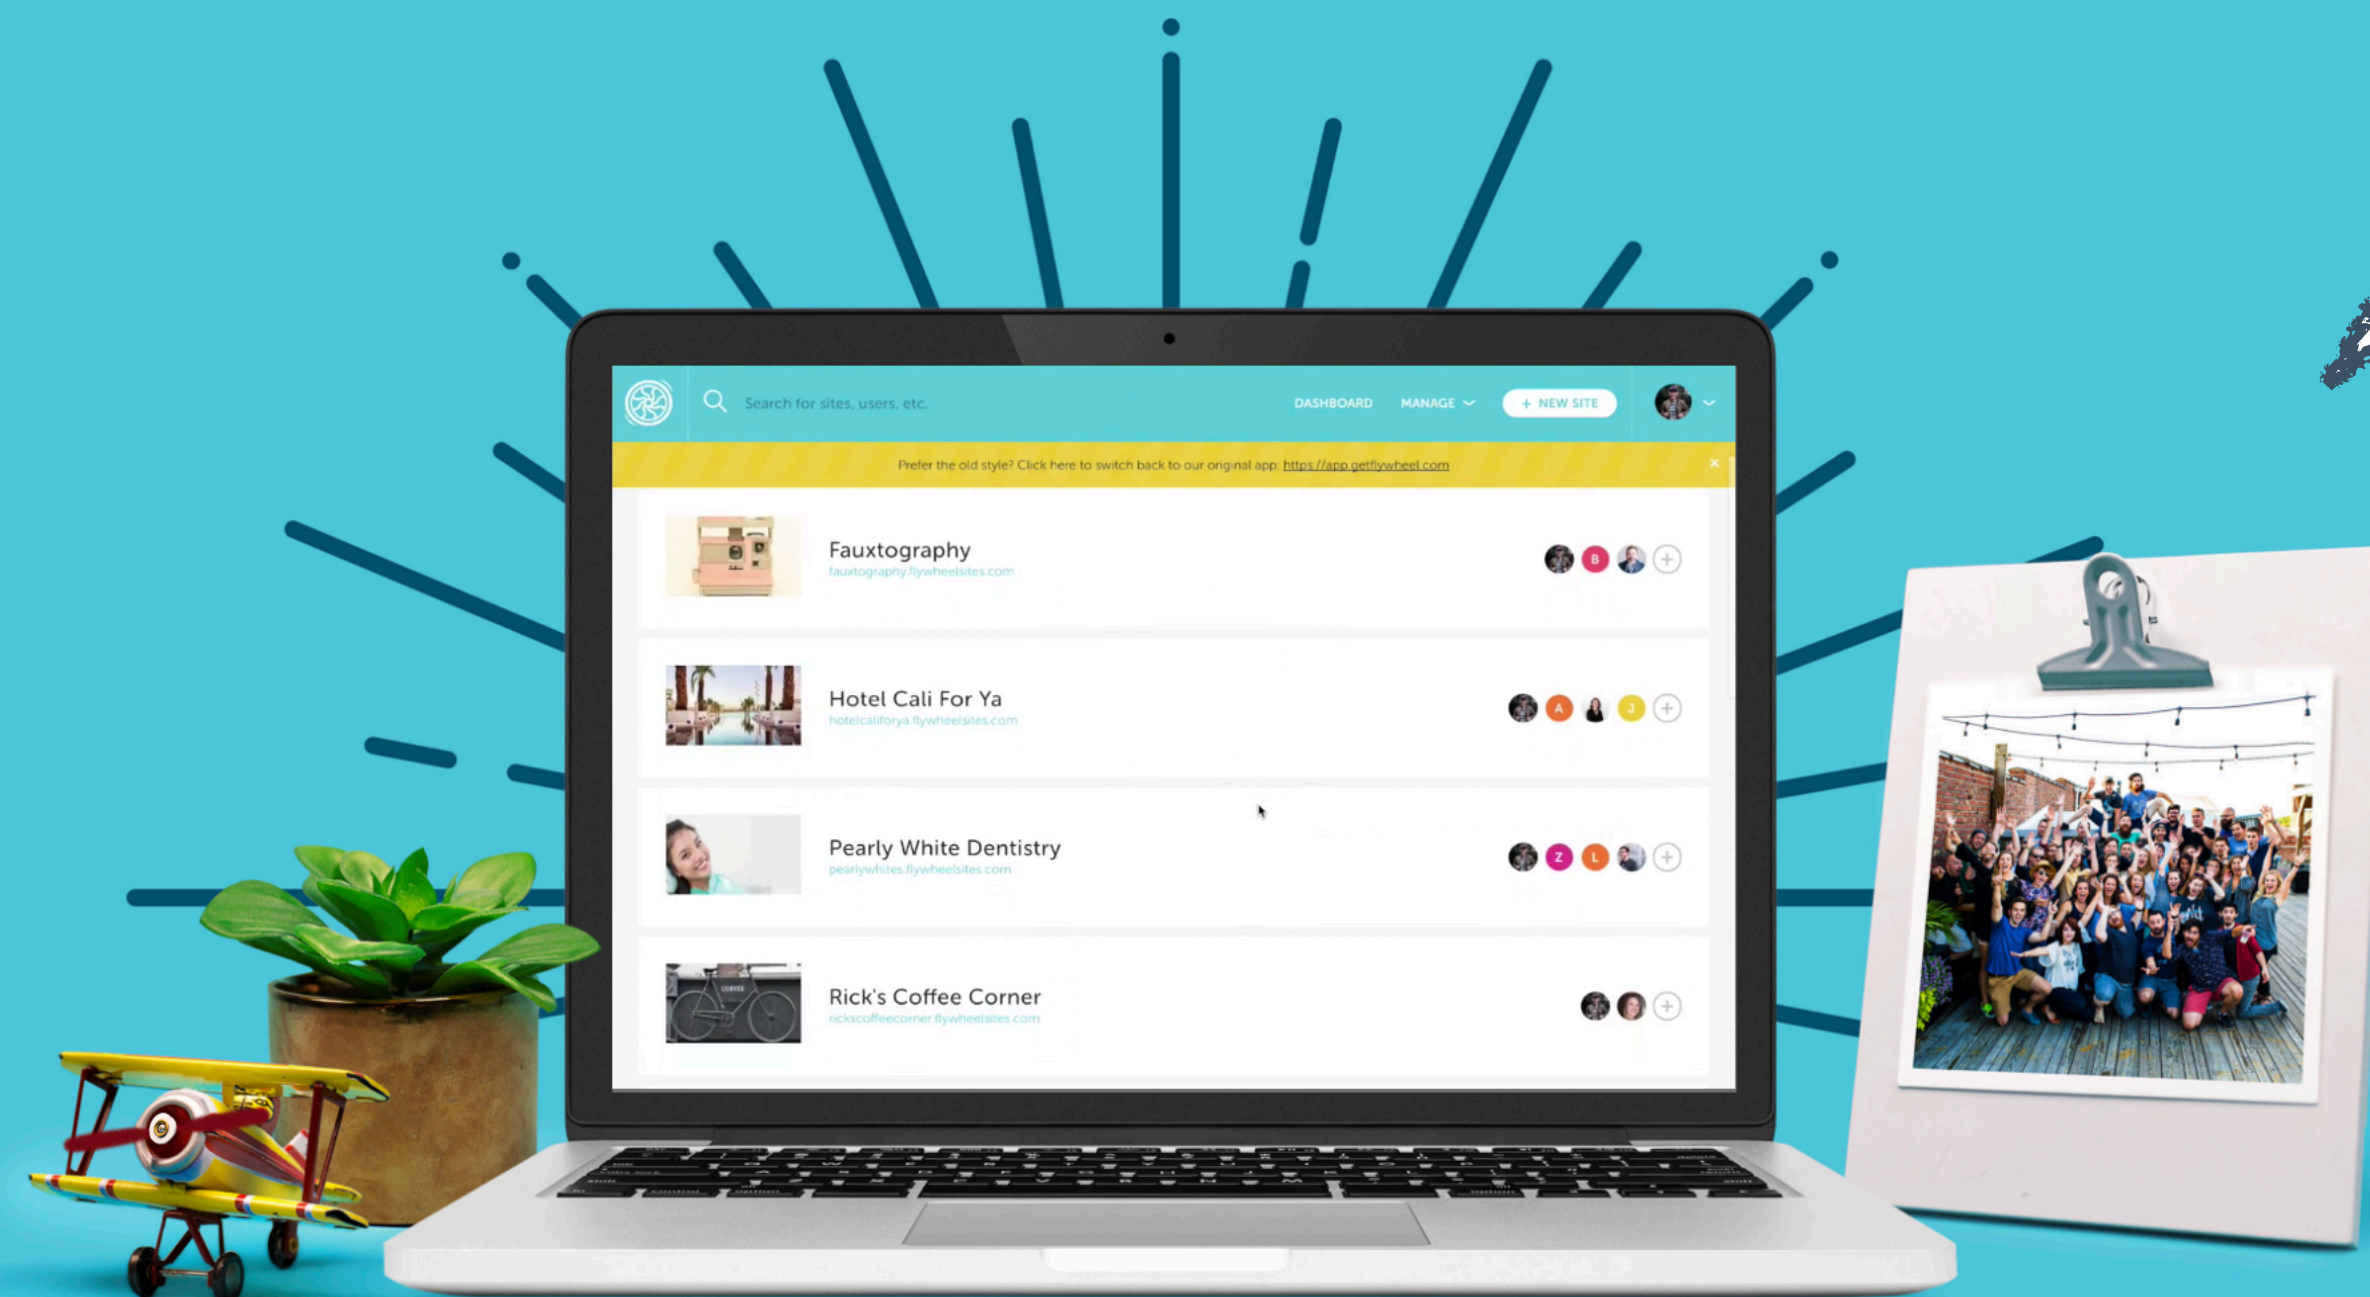 Search for sites, users, etc.
DASHBOARD MANAGE + NEW SITE
Prefer the old style? Click here to switch back to our original app: https://app.getflywheel.com
Fauxtography
fauxtography.flywheelsites.com
B
Hotel Cali For Ya
hotelcaliforya.flywheelsites.com
A J
Pearly White Dentistry
pearlywhites.flywheelsites.com
Z L
COFFEE
Rick's Coffee Corner
rickscoffeecorner.flywheelsites.com